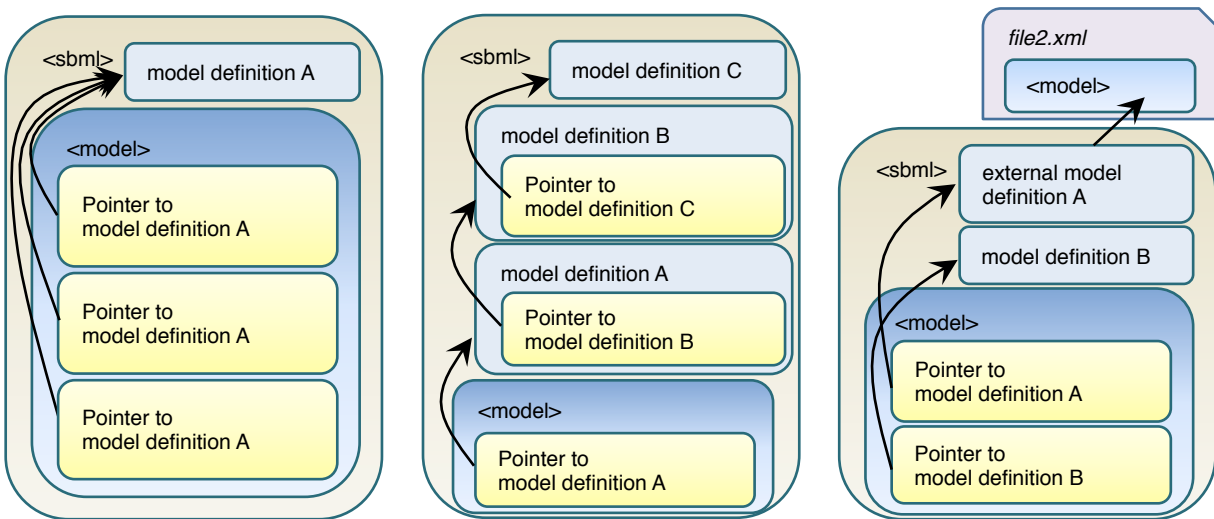 <sbml>
model definition A
<model>
Pointer to
model definition A
Pointer to
model definition A
Pointer to
model definition A
<sbml>
model definition C
model definition B
Pointer to
model definition C
model definition A
Pointer to
model definition B
<model>
Pointer to
model definition A
file2.xml
<model>
<sbml>
external model
definition A
model definition B
<model>
Pointer to
model definition A
Pointer to
model definition B